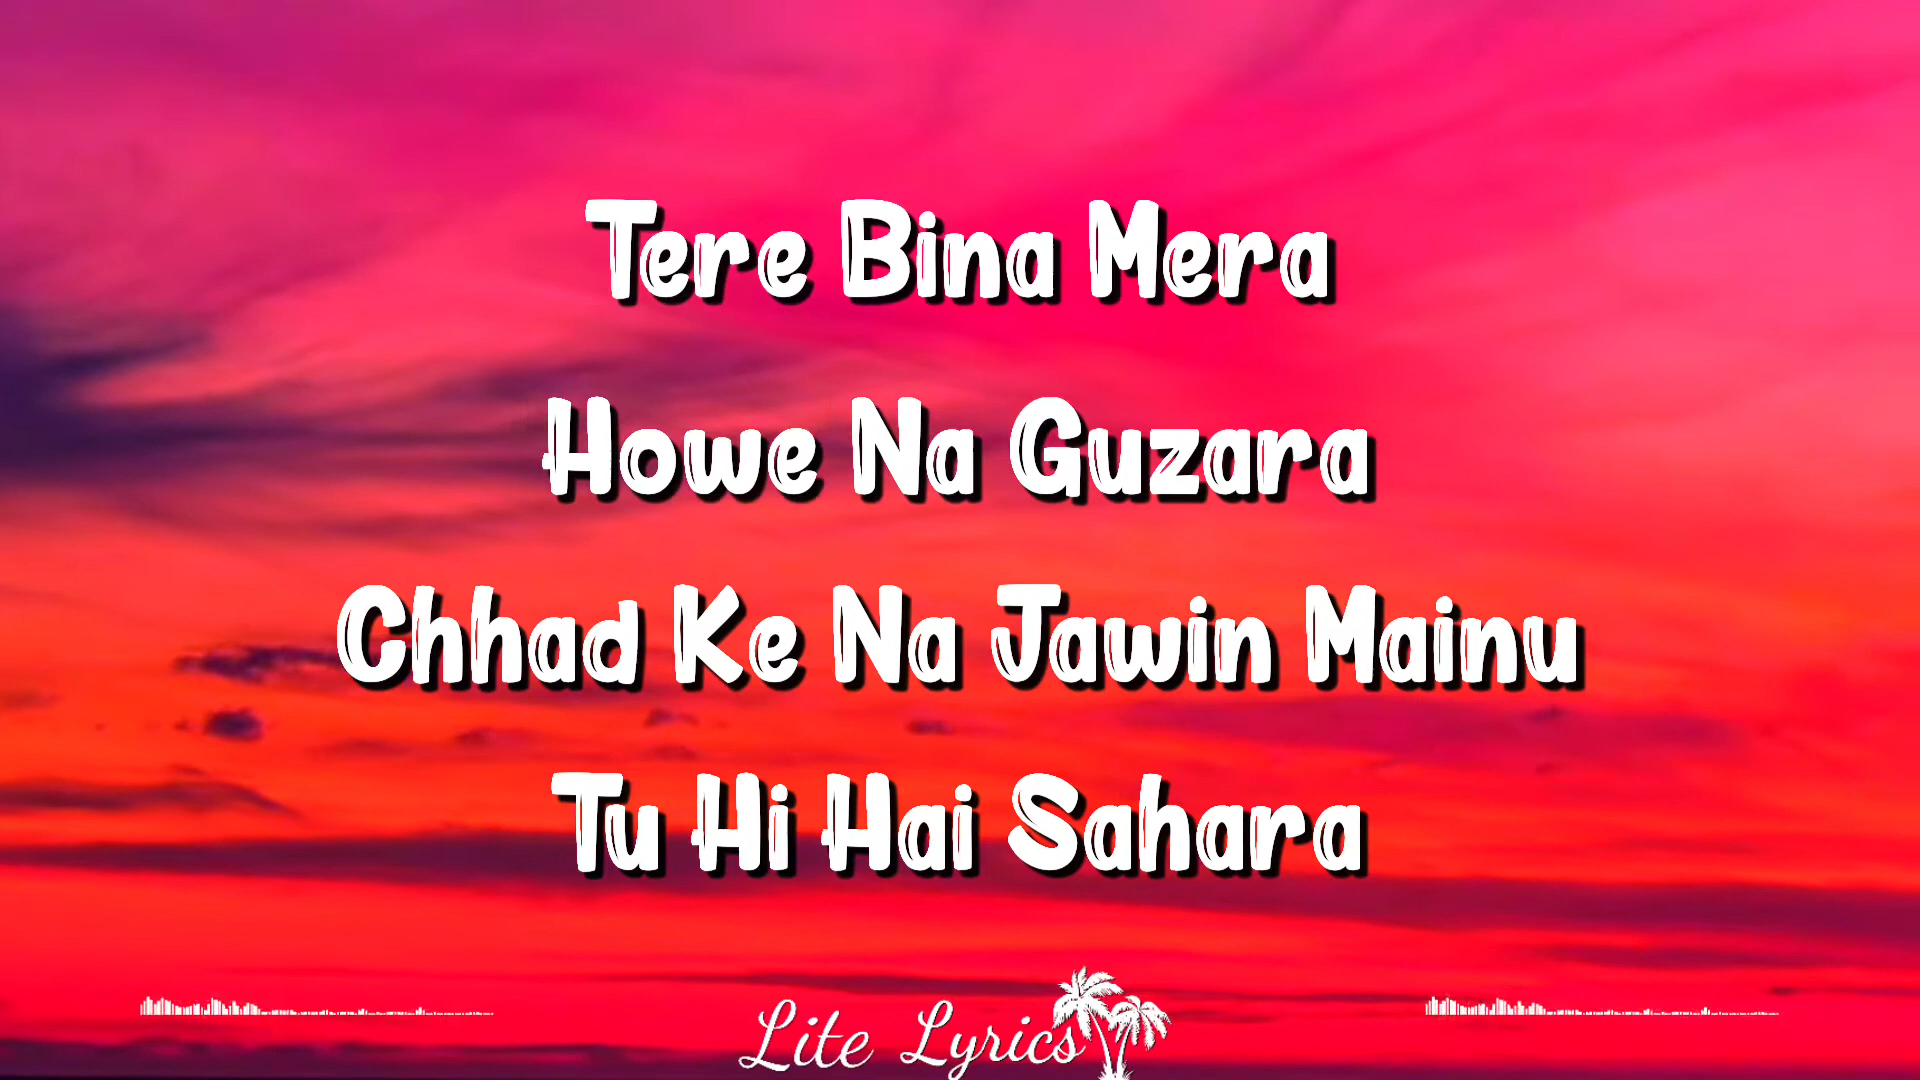 Tere Bina Mera
Howe Na Guzara
Chhad Ke Na Jawin Mainu
Tu Hi Hai Sahara
Lite Lyrics